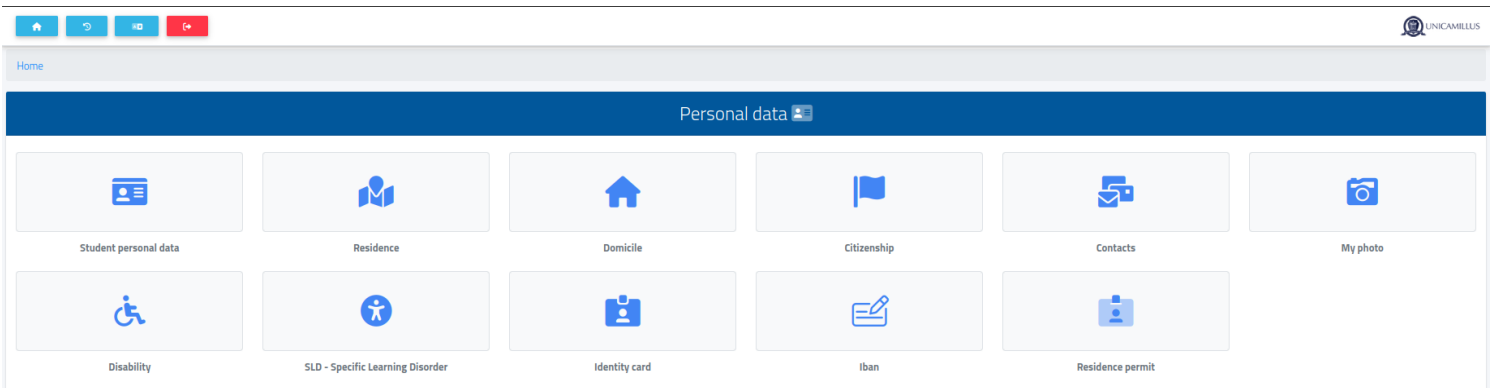 UNICAMILLUS
Home
Personal data
Student personal data
Residence
Domicile
Citizenship
Contacts
My photo
Disability
SLD - Specific Learning Disorder
Identity card
Iban
Residence permit